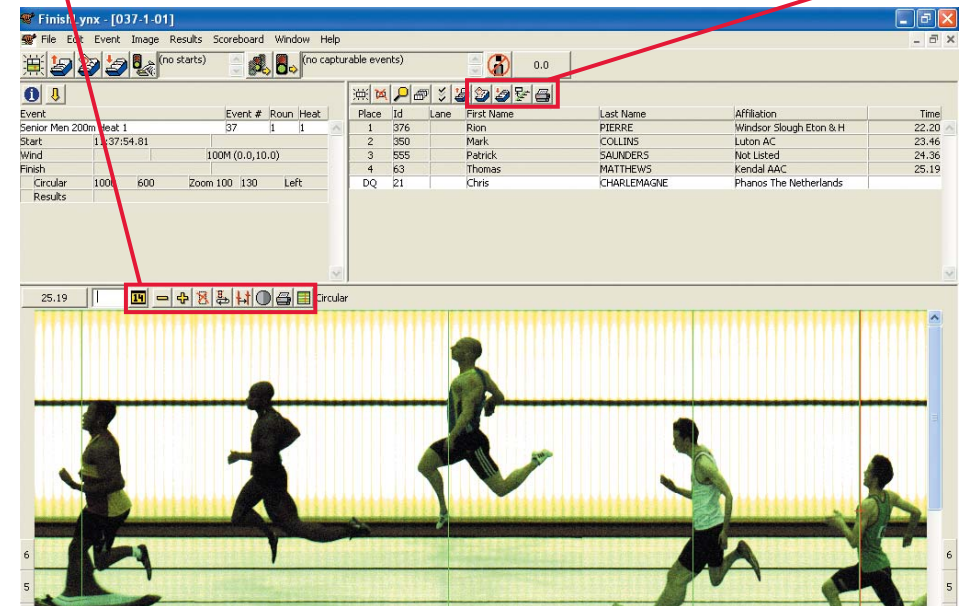 FinishLynx - [037-1-01]
File Edit Event Image Results Scoreboard Window Help
(no starts) (no capturable events) 0.0
Event Event # Roun Heat
Senior Men 200m Heat 1 37 1 1
Start 11:37:54.81
Wind 100M (0.0,10.0)
Finish
Circular 1000 600 Zoom 100 130 Left
Results
Place Id Lane First Name Last Name Affiliation Time
1 376 Rion PIERRE Windsor Slough Eton & H 22.20
2 350 Mark COLLINS Luton AC 23.46
3 555 Patrick SAUNDERS Not Listed 24.36
4 63 Thomas MATTHEWS Kendal AAC 25.19
DQ 21 Chris CHARLEMAGNE Phanos The Netherlands
25.19 14 Circular
6 6
5 5